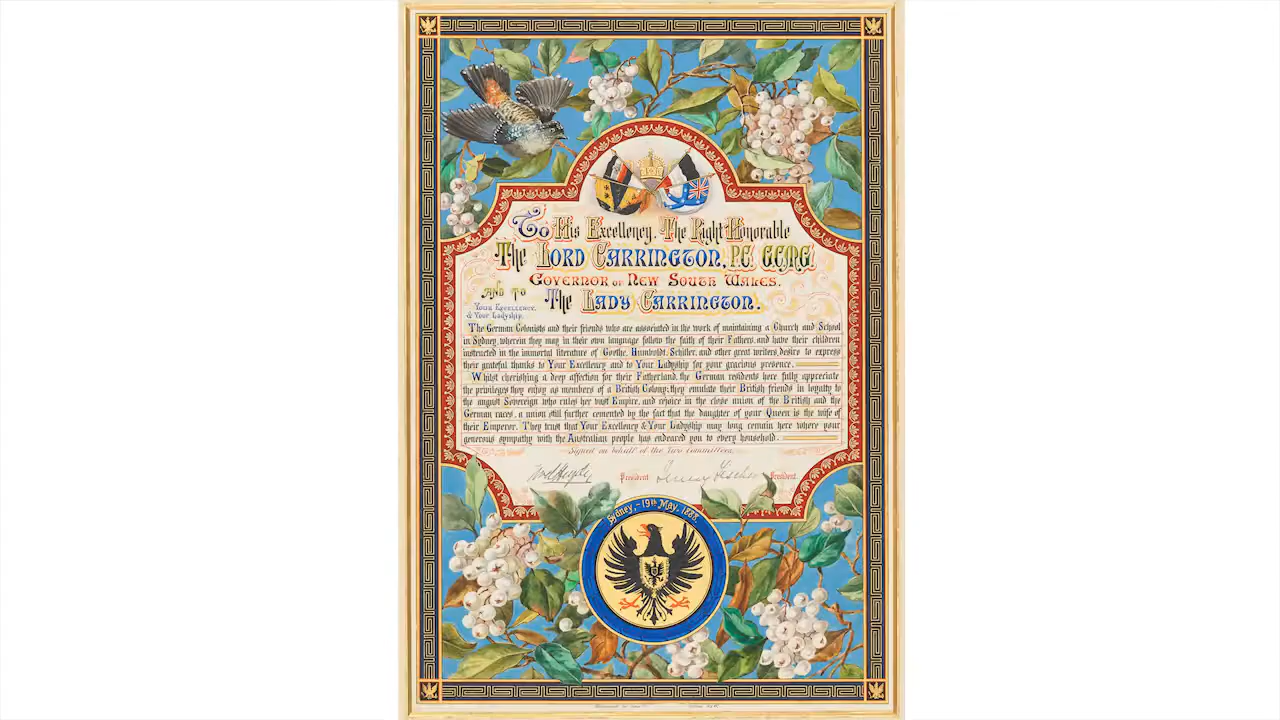 To His Excellency, The Right Honorable
The Lord Carrington, P.C. G.C.M.G.
Governor of New South Wales.
and to The Lady Carrington.
Your Excellency,
& Your Ladyship.
The German Colonists and their friends who are associated in the work of maintaining a Church and School
in Sydney, wherein they may in their own language follow the faith of their Fathers, and have their children
instructed in the immortal literature of Goethe, Humboldt, Schiller, and other great writers, desire to express
their grateful thanks to Your Excellency and to Your Ladyship for your gracious presence.
Whilst cherishing a deep affection for their Fatherland, the German residents here fully appreciate
the privileges they enjoy as members of a British Colony; they emulate their British friends in loyalty to
the august Sovereign who rules her vast Empire, and rejoice in the close union of the British and the
German races, a union still further cemented by the fact that the daughter of your Queen is the wife of
their Emperor. They trust that Your Excellency & Your Ladyship may long remain here where your
generous sympathy with the Australian people has endeared you to every household.
Signed on behalf of the Two Committees.
President President
Sydney, - 19th May, 1888.